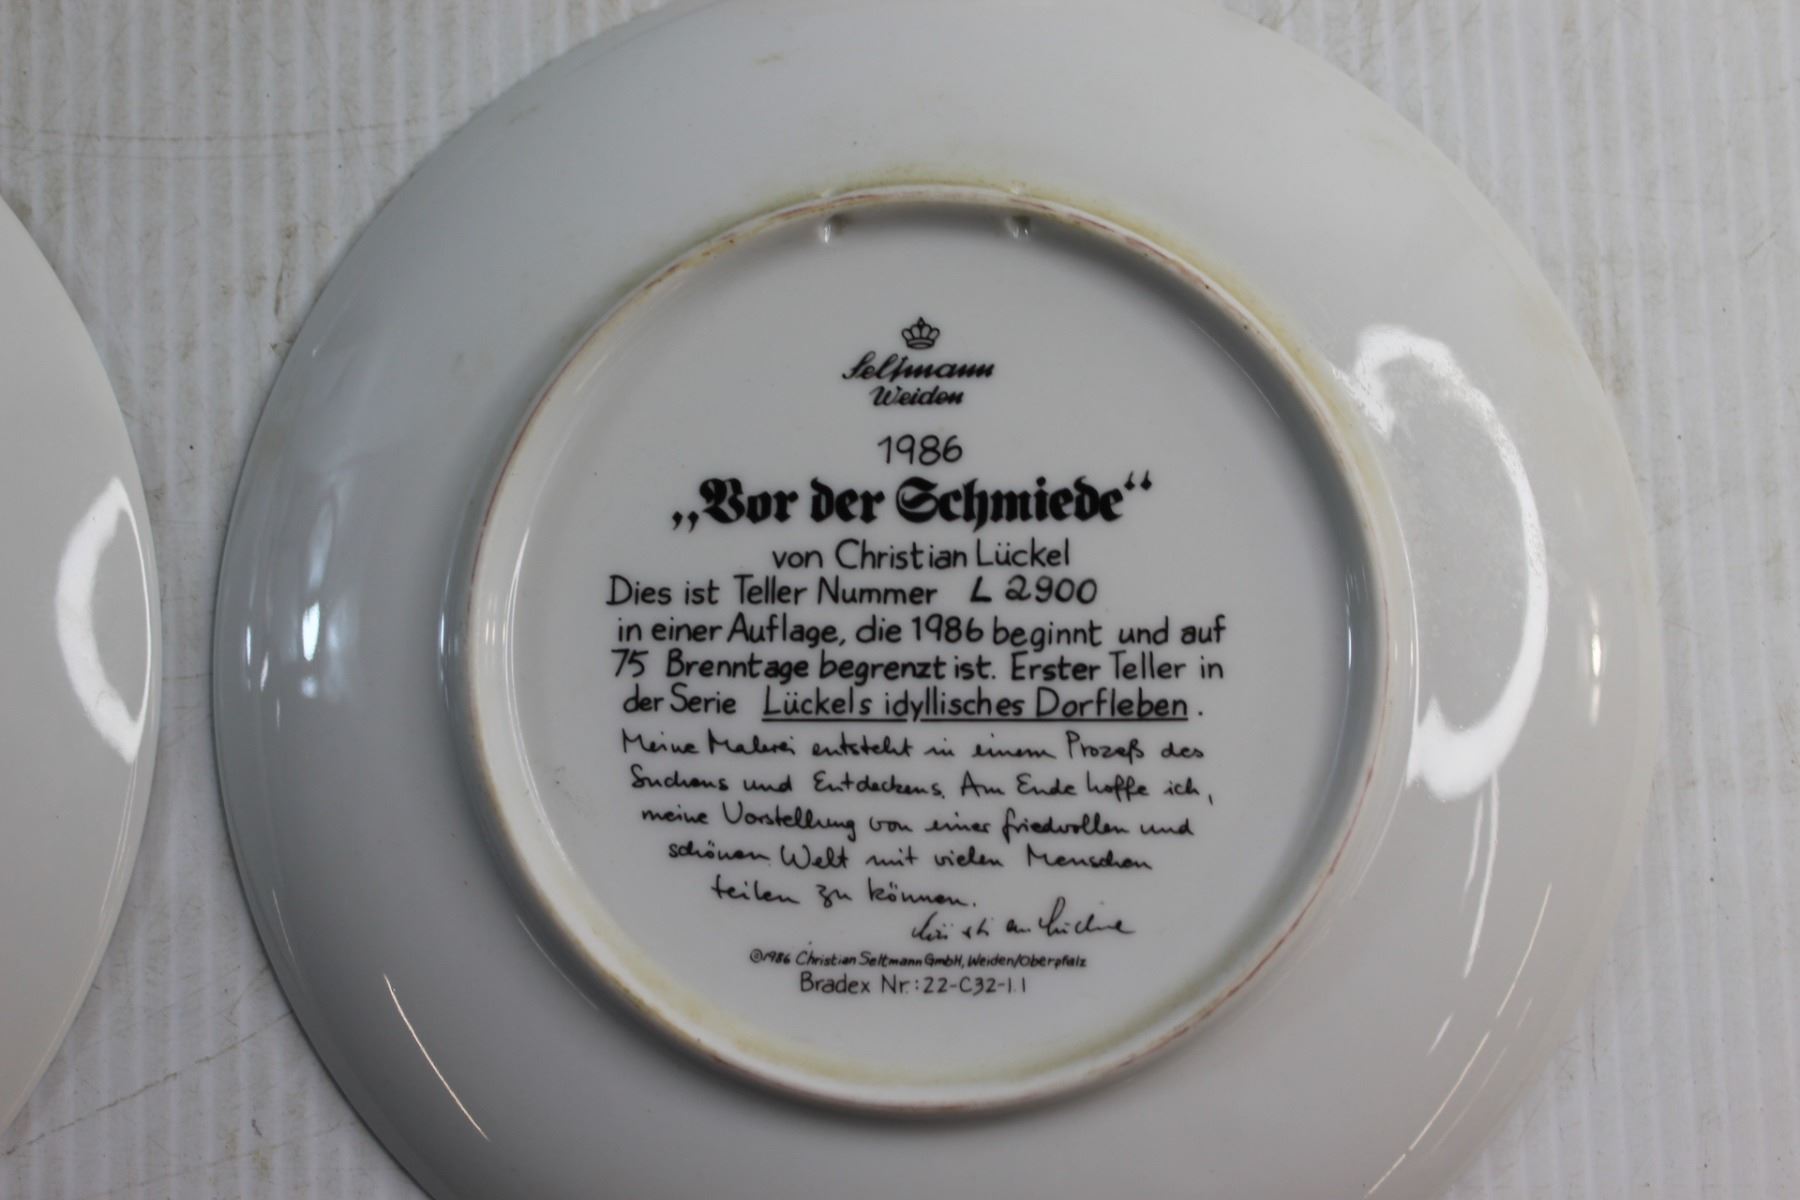 Seltmann
Weiden
1986
„Vor der Schmiede“
von Christian Lückel
Dies ist Teller Nummer L 2900
in einer Auflage, die 1986 beginnt und auf
75 Brenntage begrenzt ist. Erster Teller in
der Serie Lückels idyllisches Dorfleben.
Meine Malerei entsteht in einem Prozeß des
Suchens und Entdeckens. Am Ende hoffe ich,
meine Vorstellung von einer friedvollen und
schönen Welt mit vielen Menschen
teilen zu können.
Christian Lückel
©1986 Christian Seltmann GmbH, Weiden/Oberpfalz
Bradex Nr.: 22-C32-1.1